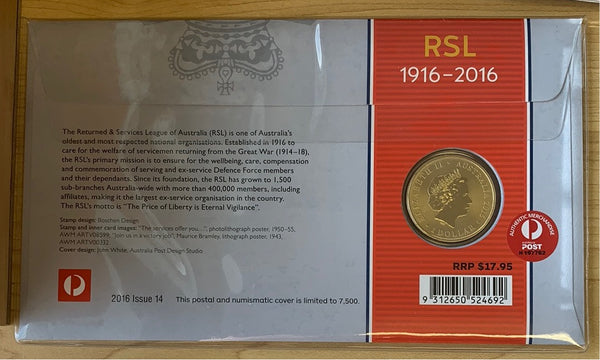 RSL
1916–2016
The Returned & Services League of Australia (RSL) is one of Australia's
oldest and most respected national organisations. Established in 1916 to
care for the welfare of servicemen returning from the Great War (1914–18),
the RSL's primary mission is to ensure for the wellbeing, care, compensation
and commemoration of serving and ex-service Defence Force members
and their dependants. Since its foundation, the RSL has grown to 1,500
sub-branches Australia-wide with more than 400,000 members, including
affiliates, making it the largest ex-service organisation in the country.
The RSL's motto is "The Price of Liberty is Eternal Vigilance".
Stamp design: Boschen Design
Stamp and inner card images: "The services offer you...", photolithograph poster, 1950–55,
AWM ARTV08599; "Join us in a victory job", Maurice Bramley, lithograph poster, 1943,
AWM ARTV00332
Cover design: John White, Australia Post Design Studio
ELIZABETH II AUSTRALIA
1 DOLLAR
AUTHENTIC MERCHANDISE
POST
N197762
RRP $17.95
9 312650 524692
2016 Issue 14
This postal and numismatic cover is limited to 7,500.